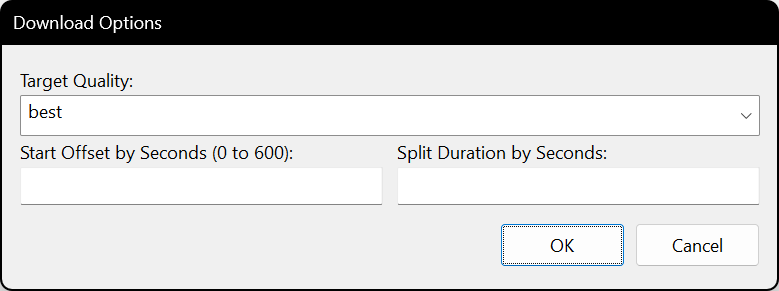 Download Options
Target Quality:
best
Start Offset by Seconds (0 to 600):
Split Duration by Seconds:
OK
Cancel